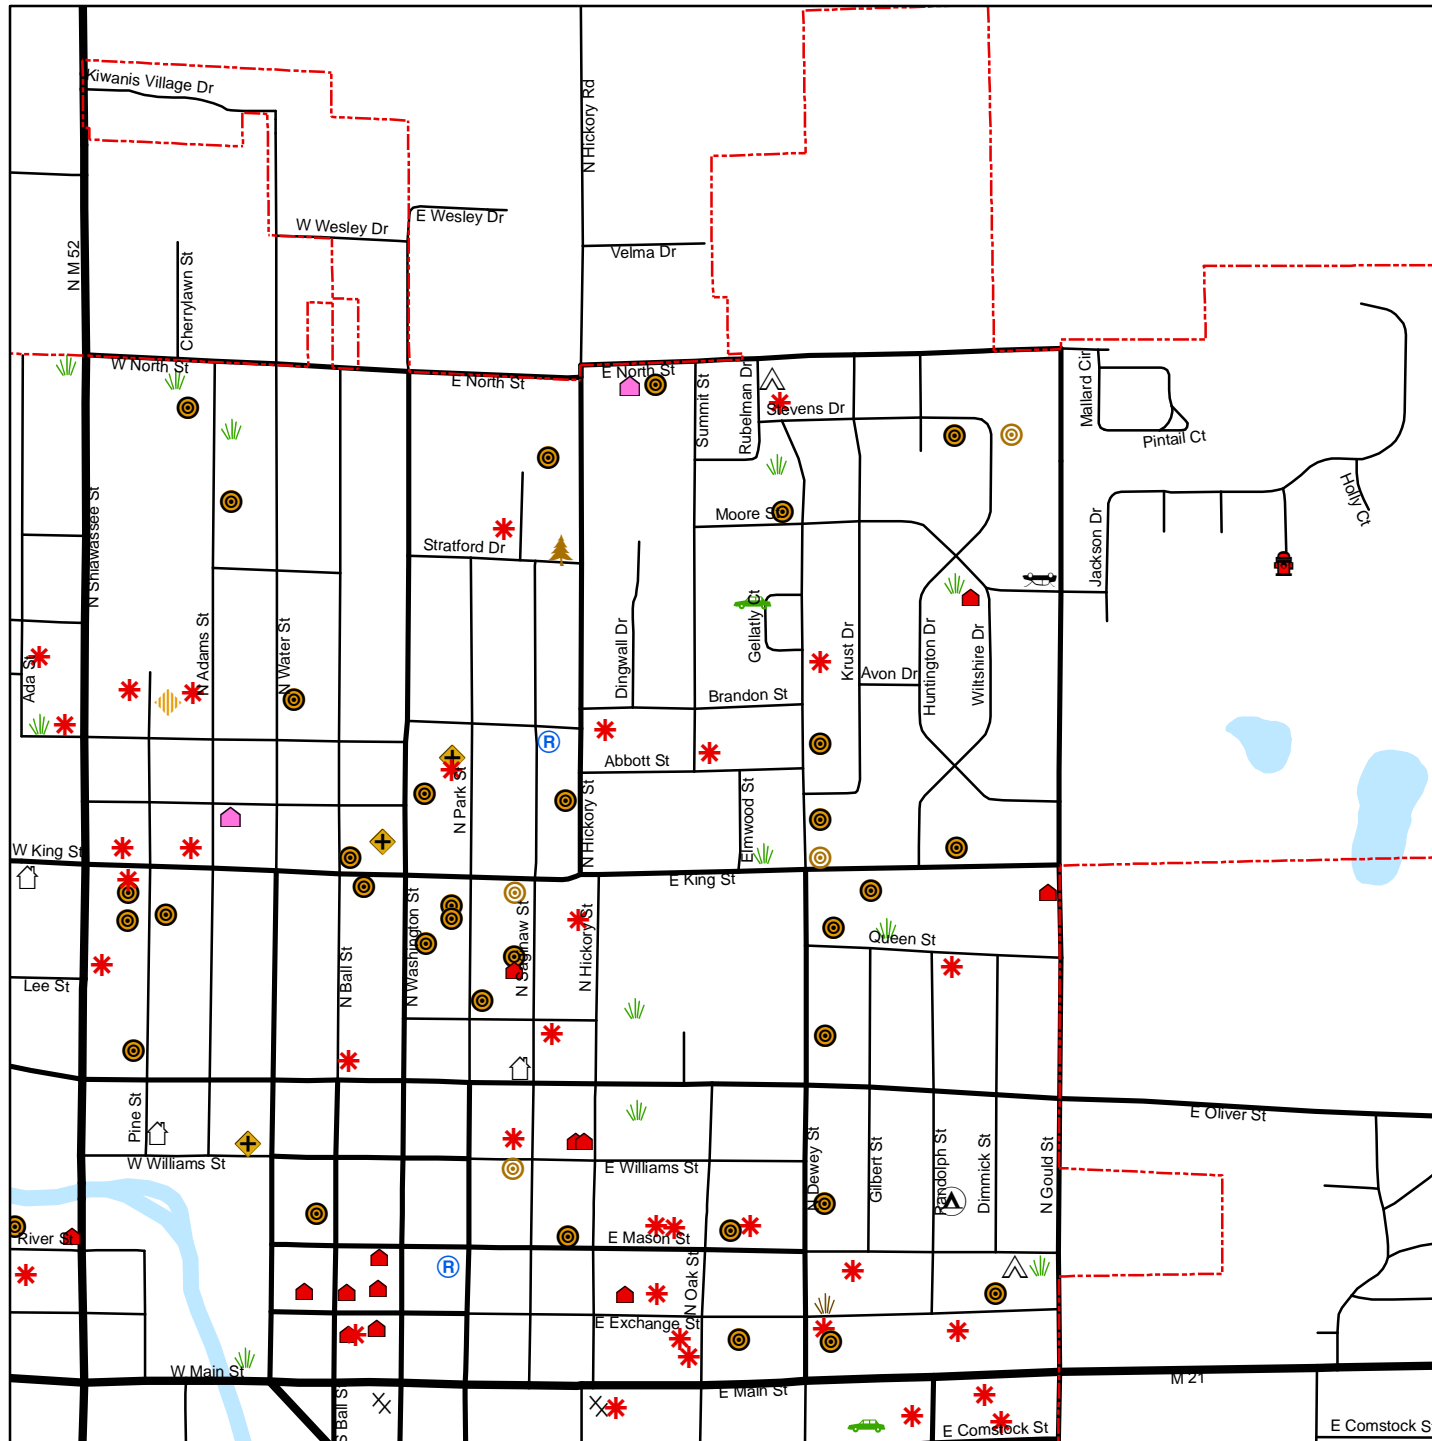 Kiwanis Village Dr
N Hickory Rd
E Wesley Dr
W Wesley Dr
Velma Dr
N M 52
Cherrylawn St
W North St
E North St
E North St
Summit St
Rubelman Dr
Stevens Dr
Mallard Cir
Pintail Ct
Holly Ct
Moore S
Jackson Dr
Stratford Dr
N Shiawassee St
Gellatly Ct
Dingwall Dr
Krust Dr
Avon Dr
Huntington Dr
Wiltshire Dr
Ada St
N Adams St
N Water St
Brandon St
R
Abbott St
N Park St
N Hickory St
Elmwood St
W King St
E King St
N Ball St
N Washington St
N Saginaw St
N Hickory St
Queen St
Lee St
Pine St
E Oliver St
W Williams St
E Williams St
N Dewey St
Gilbert St
Randolph St
Dimmick St
N Gould St
River St
E Mason St
R
N Oak St
E Exchange St
W Main St
E Main St
M 21
S Ball S
E Comstock St
E Comstock St